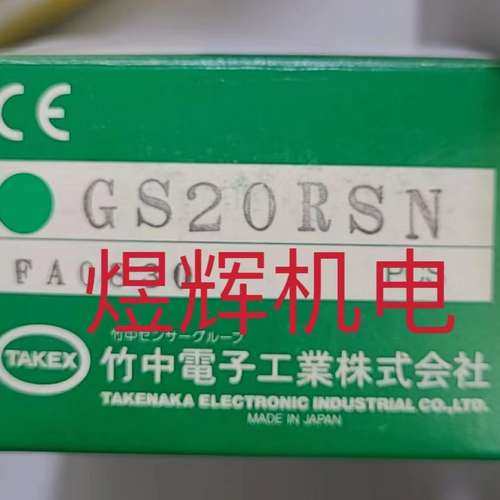 CE
GS20RSN
FA0830 PCS
煜辉机电
竹中センサーグループ
TAKEX 竹中電子工業株式会社
TAKENAKA ELECTRONIC INDUSTRIAL CO.,LTD.
MADE IN JAPAN